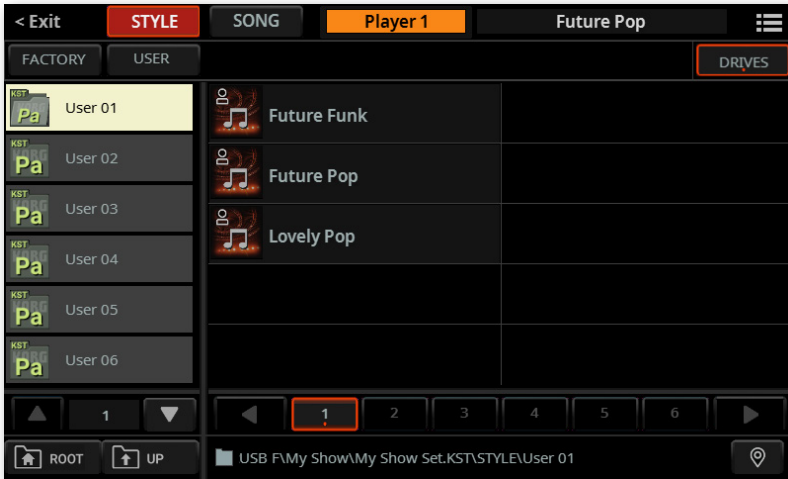 < Exit STYLE SONG Player 1 Future Pop
FACTORY USER DRIVES
KST Pa User 01
KST Pa User 02
KST Pa User 03
KST Pa User 04
KST Pa User 05
KST Pa User 06
Future Funk
Future Pop
Lovely Pop
1 1 2 3 4 5 6
ROOT UP USB F\My Show\My Show Set.KST\STYLE\User 01